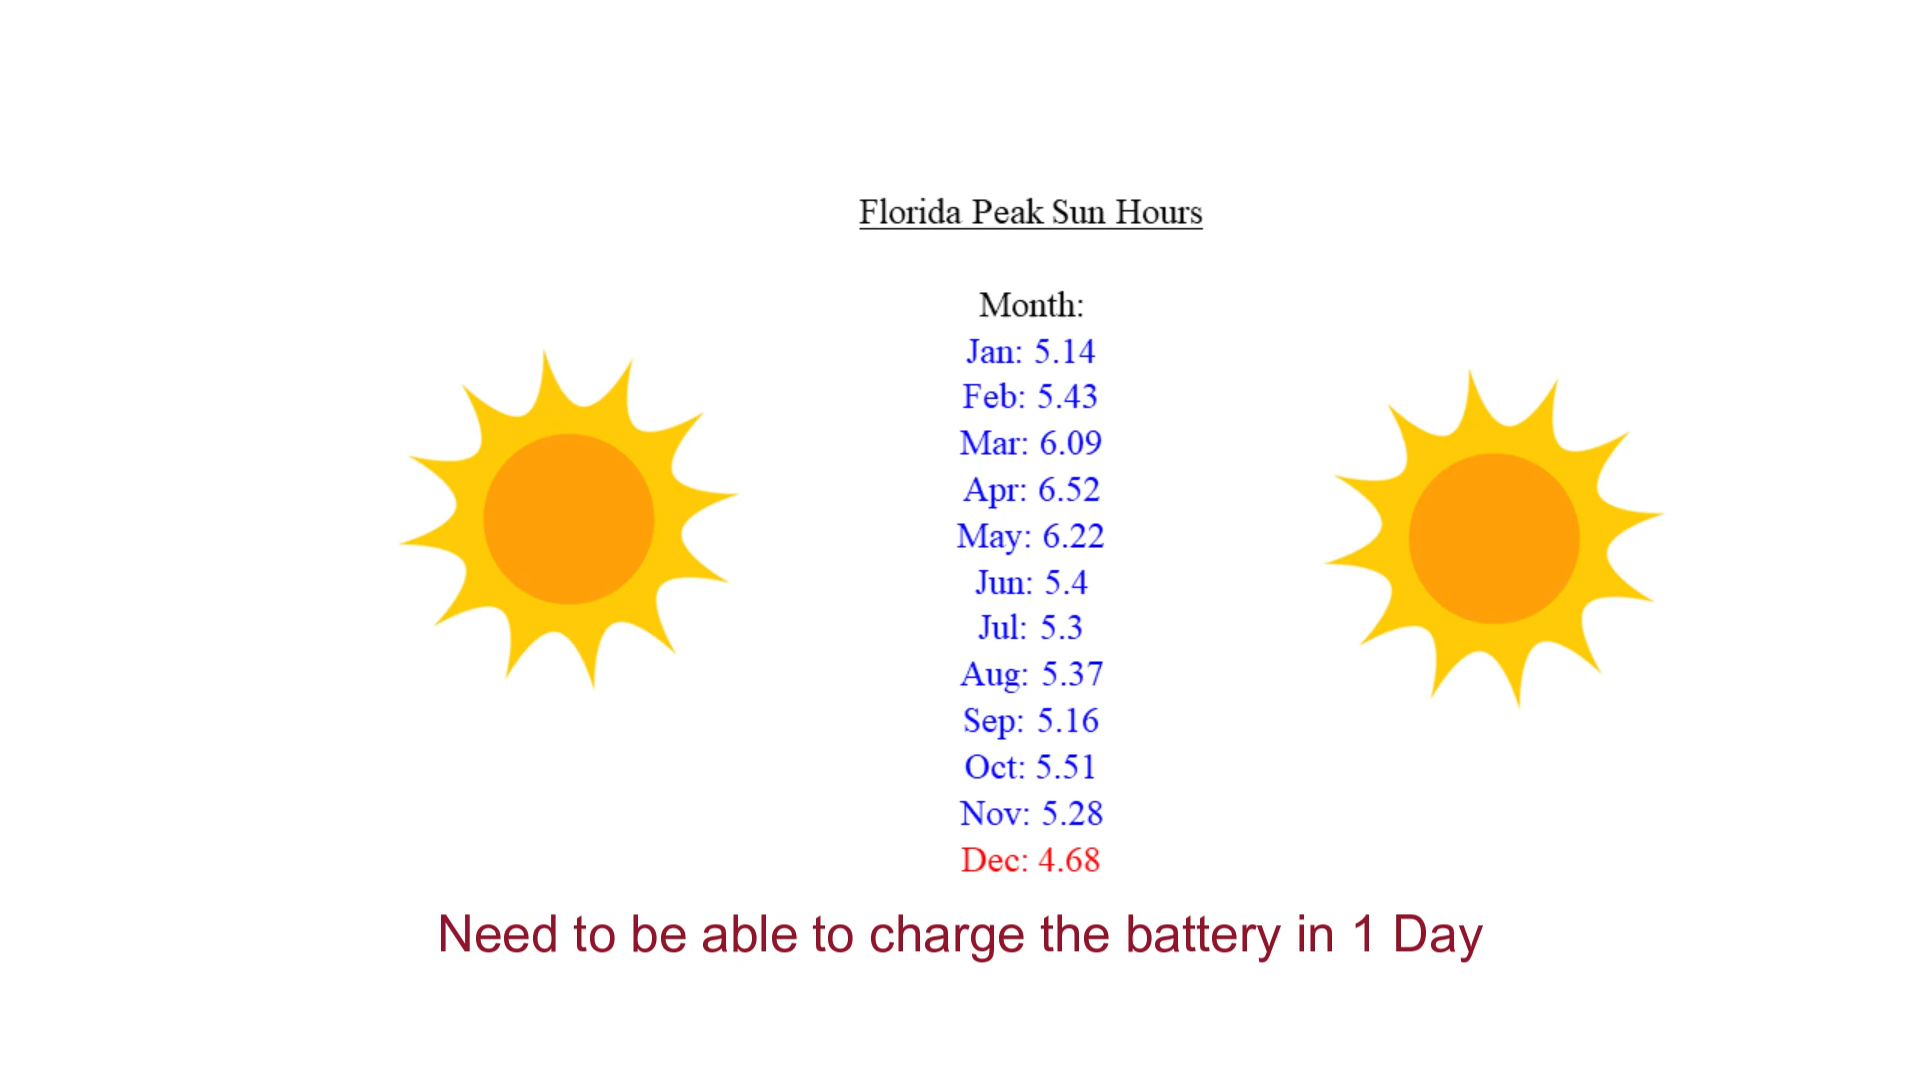 Florida Peak Sun Hours
Month:
Jan: 5.14
Feb: 5.43
Mar: 6.09
Apr: 6.52
May: 6.22
Jun: 5.4
Jul: 5.3
Aug: 5.37
Sep: 5.16
Oct: 5.51
Nov: 5.28
Dec: 4.68
Need to be able to charge the battery in 1 Day